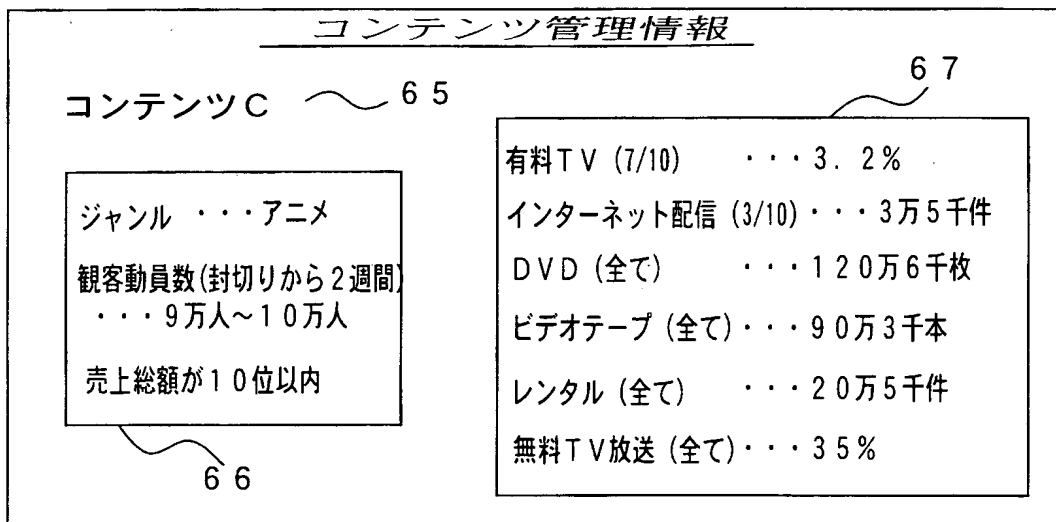 コンテンツ管理情報
コンテンツC 65
67
ジャンル ・・・アニメ
観客動員数(封切りから2週間)
・・・9万人～10万人
売上総額が10位以内
66
有料TV (7/10) ・・・3. 2%
インターネット配信 (3/10)・・・3万5千件
DVD (全て) ・・・120万6千枚
ビデオテープ (全て)・・・90万3千本
レンタル (全て) ・・・20万5千件
無料TV放送 (全て)・・・35%